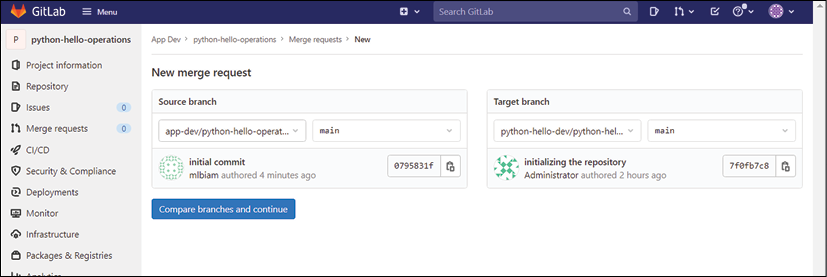 GitLab Menu Search GitLab
P python-hello-operations
App Dev > python-hello-operations > Merge requests > New
Project information
Repository
Issues 0
Merge requests 0
CI/CD
Security & Compliance
Deployments
Monitor
Infrastructure
Packages & Registries
New merge request
Source branch
app-dev/python-hello-operat... main
initial commit
mlbiam authored 4 minutes ago
0795831f
Target branch
python-hello-dev/python-hel... main
initializing the repository
Administrator authored 2 hours ago
7f0fb7c8
Compare branches and continue